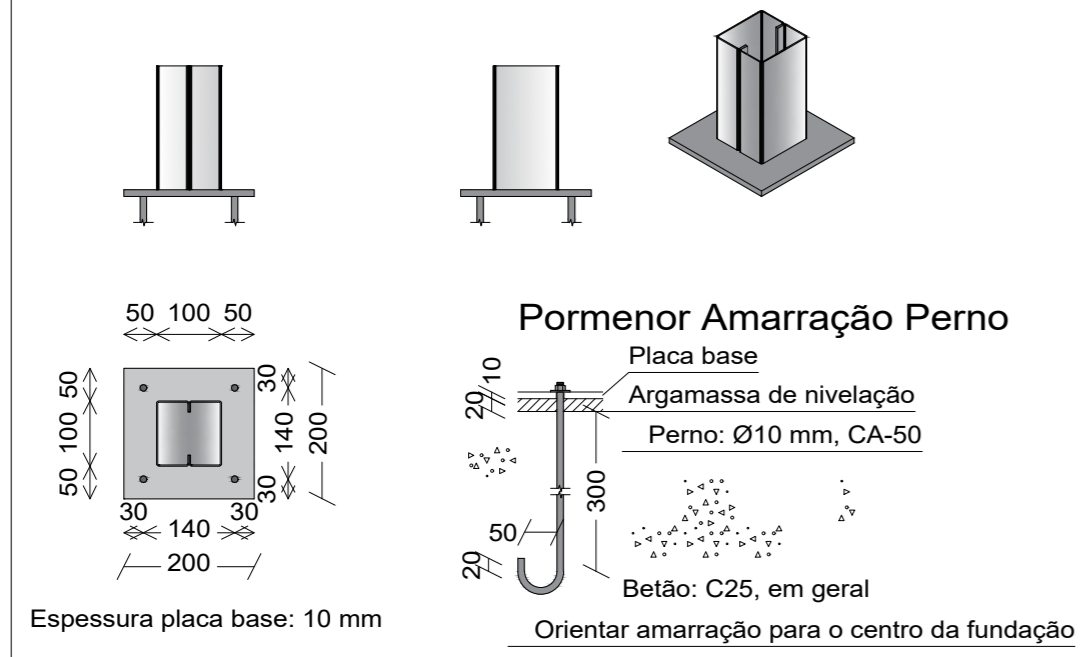 50 100 50
50
100
50
30
140
30
200
30 30
140
200
Espessura placa base: 10 mm
Pormenor Amarração Perno
10
20
Placa base
Argamassa de nivelação
Perno: Ø10 mm, CA-50
300
50
20
Betão: C25, em geral
Orientar amarração para o centro da fundação